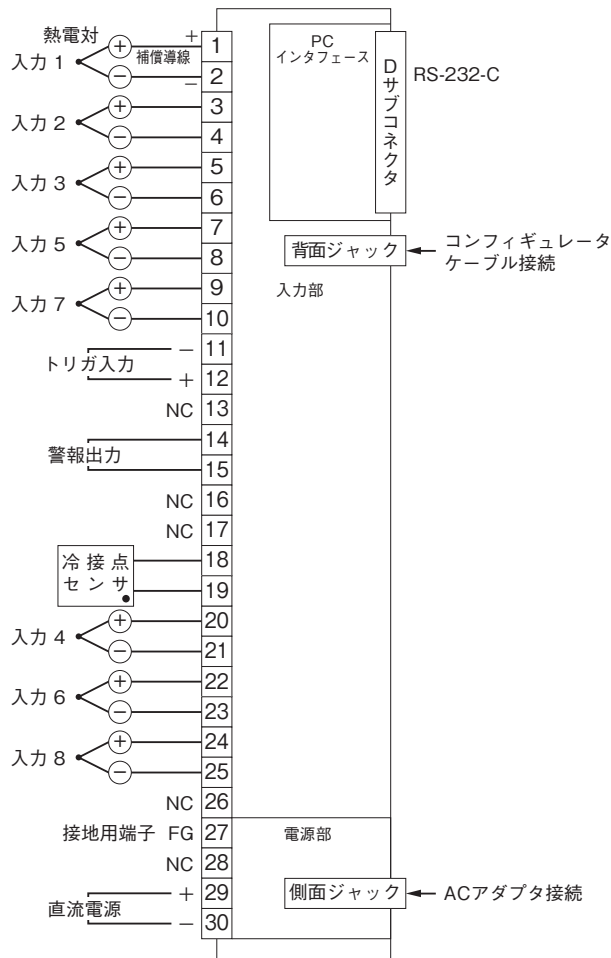 熱電対
入力 1
+
補償導線
−
+ 1
− 2
PC
インタフェース
Dサブコネクタ
RS-232-C
入力 2
+ 3
− 4
入力 3
+ 5
− 6
入力 5
+ 7
− 8
背面ジャック
コンフィギュレータ
ケーブル接続
入力部
入力 7
+ 9
− 10
トリガ入力
− 11
+ 12
NC 13
警報出力
14
15
NC 16
NC 17
冷接点
センサ
18
19
入力 4
+ 20
− 21
入力 6
+ 22
− 23
入力 8
+ 24
− 25
NC 26
接地用端子 FG 27
電源部
NC 28
直流電源
+ 29
− 30
側面ジャック
ACアダプタ接続